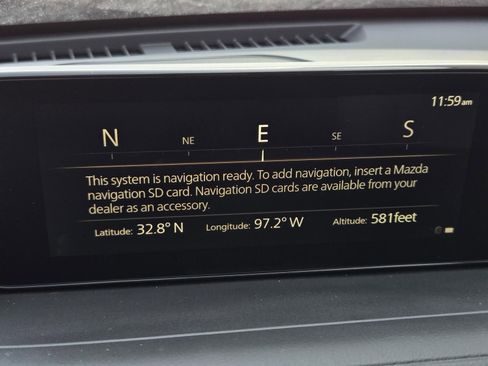 11:59am
N NE E SE S
This system is navigation ready. To add navigation, insert a Mazda
navigation SD card. Navigation SD cards are available from your
dealer as an accessory.
Latitude: 32.8° N Longitude: 97.2° W Altitude: 581feet